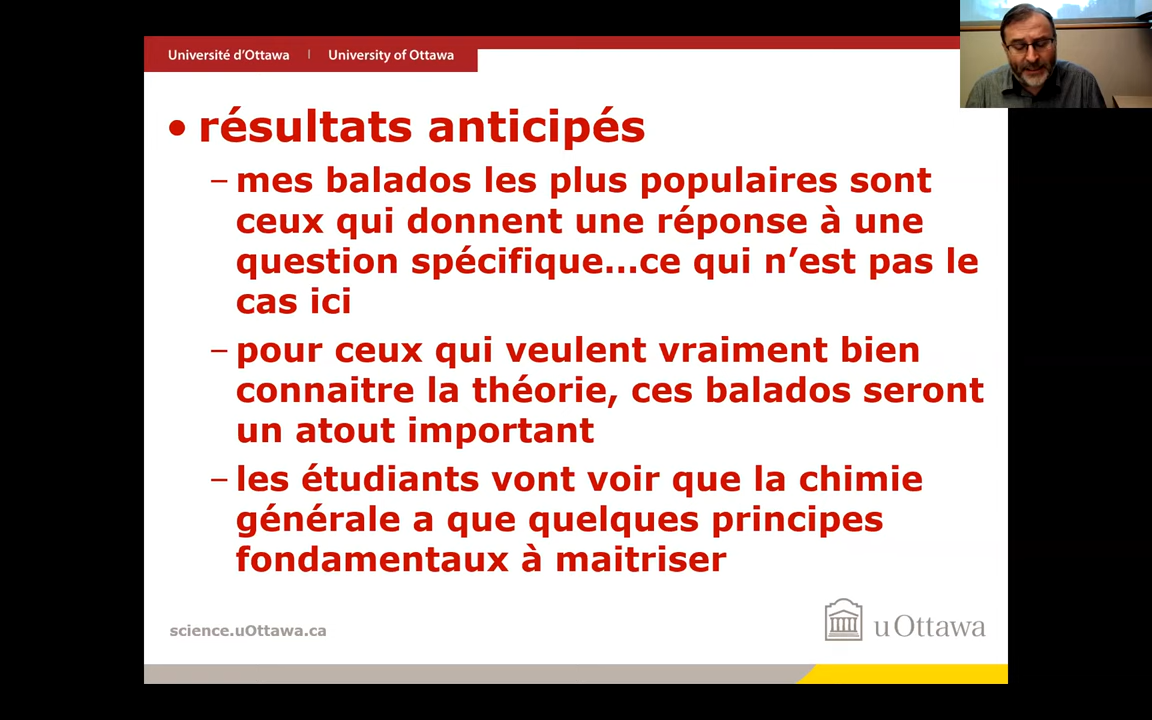 Université d'Ottawa | University of Ottawa
• résultats anticipés
– mes balados les plus populaires sont
ceux qui donnent une réponse à une
question spécifique...ce qui n’est pas le
cas ici
– pour ceux qui veulent vraiment bien
connaitre la théorie, ces balados seront
un atout important
– les étudiants vont voir que la chimie
générale a que quelques principes
fondamentaux à maitriser
science.uOttawa.ca
uOttawa